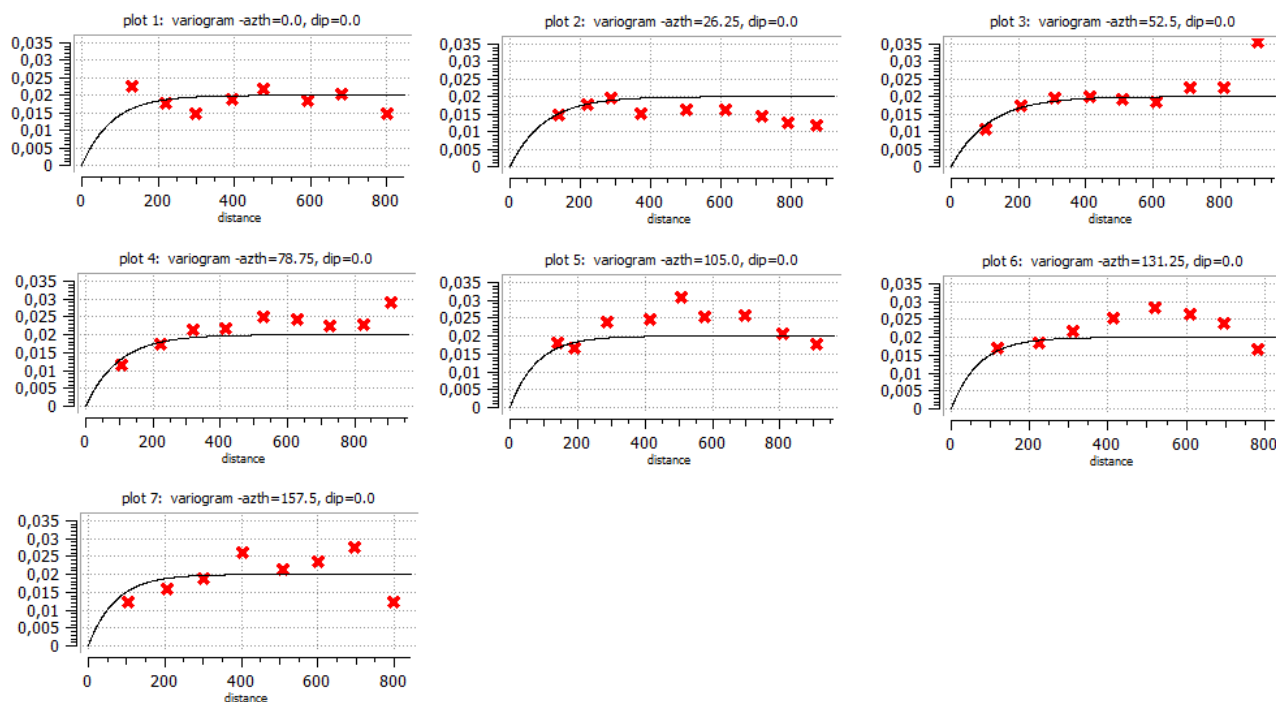 plot 1: variogram -azth=0.0, dip=0.0
0,035
0,03
0,025
0,02
0,015
0,01
0,005
0
0 200 400 600 800
distance
plot 2: variogram -azth=26.25, dip=0.0
0,035
0,03
0,025
0,02
0,015
0,01
0,005
0
0 200 400 600 800
distance
plot 3: variogram -azth=52.5, dip=0.0
0,035
0,03
0,025
0,02
0,015
0,01
0,005
0
0 200 400 600 800
distance
plot 4: variogram -azth=78.75, dip=0.0
0,035
0,03
0,025
0,02
0,015
0,01
0,005
0
0 200 400 600 800
distance
plot 5: variogram -azth=105.0, dip=0.0
0,035
0,03
0,025
0,02
0,015
0,01
0,005
0
0 200 400 600 800
distance
plot 6: variogram -azth=131.25, dip=0.0
0,035
0,03
0,025
0,02
0,015
0,01
0,005
0
0 200 400 600 800
distance
plot 7: variogram -azth=157.5, dip=0.0
0,035
0,03
0,025
0,02
0,015
0,01
0,005
0
0 200 400 600 800
distance